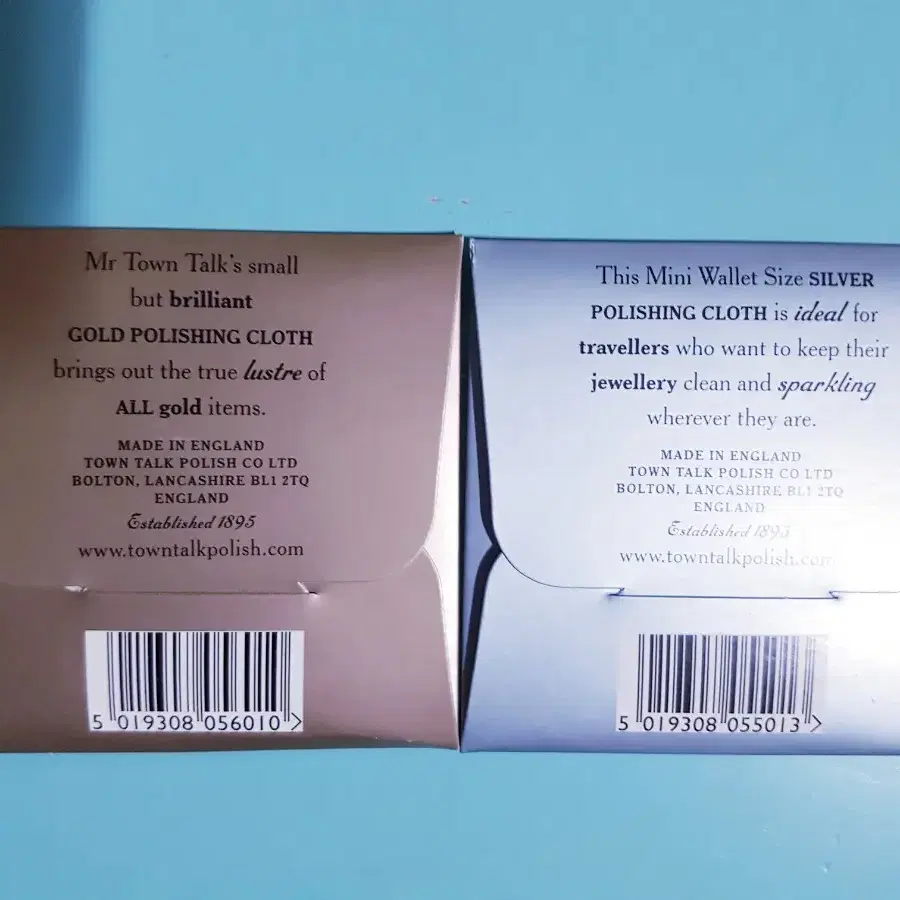 Mr Town Talk's small
but brilliant
GOLD POLISHING CLOTH
brings out the true lustre of
ALL gold items.
MADE IN ENGLAND
TOWN TALK POLISH CO LTD
BOLTON, LANCASHIRE BL1 2TQ
ENGLAND
Established 1895
www.towntalkpolish.com
5 019308 056010 >
This Mini Wallet Size SILVER
POLISHING CLOTH is ideal for
travellers who want to keep their
jewellery clean and sparkling
wherever they are.
MADE IN ENGLAND
TOWN TALK POLISH CO LTD
BOLTON, LANCASHIRE BL1 2TQ
ENGLAND
Established 1895
www.towntalkpolish.com
5 019308 055013 >